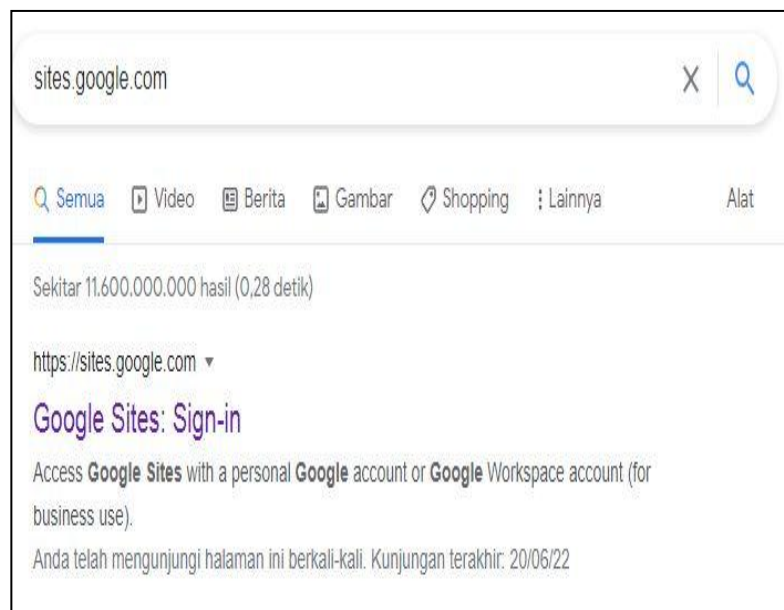 sites.google.com
Semua Video Berita Gambar Shopping Lainnya Alat
Sekitar 11.600.000.000 hasil (0,28 detik)
https://sites.google.com
Google Sites: Sign-in
Access Google Sites with a personal Google account or Google Workspace account (for
business use).
Anda telah mengunjungi halaman ini berkali-kali. Kunjungan terakhir: 20/06/22